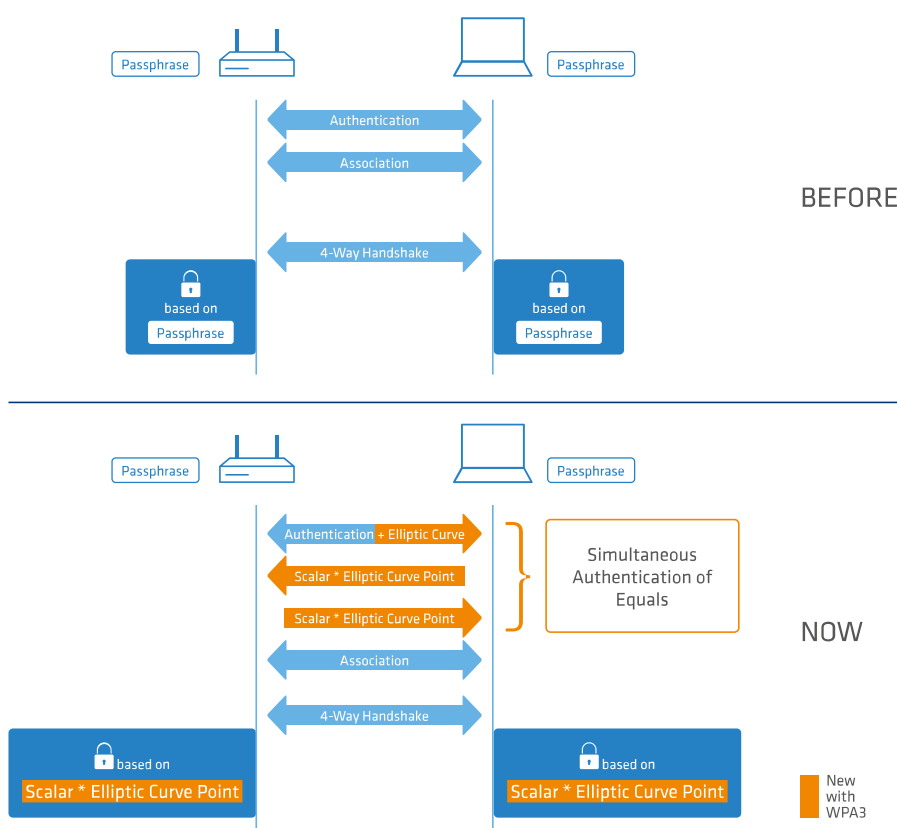 Passphrase
Passphrase
Authentication
Association
BEFORE
4-Way Handshake
based on
Passphrase
based on
Passphrase
Passphrase
Passphrase
Authentication + Elliptic Curve
Scalar * Elliptic Curve Point
Scalar * Elliptic Curve Point
Simultaneous
Authentication of
Equals
NOW
Association
4-Way Handshake
based on
Scalar * Elliptic Curve Point
based on
Scalar * Elliptic Curve Point
New
with
WPA3